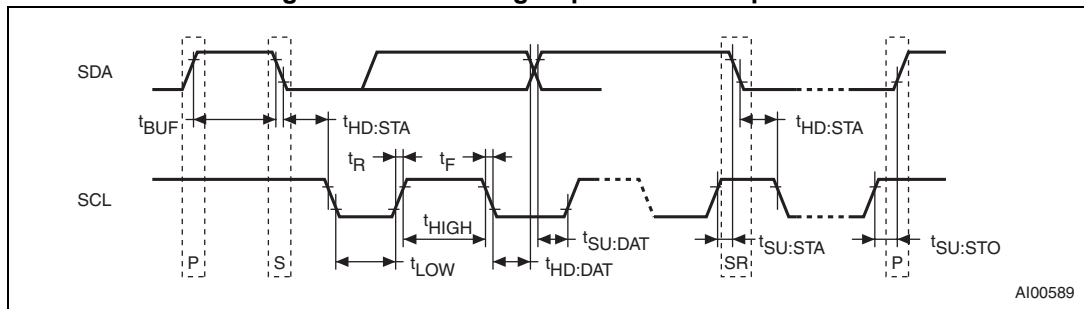 SDA
tBUF
tHD:STA
tHD:STA
tR
tF
SCL
tHIGH
tSU:DAT
tSU:STA
tSU:STO
P
S
tLOW
tHD:DAT
SR
P
AI00589